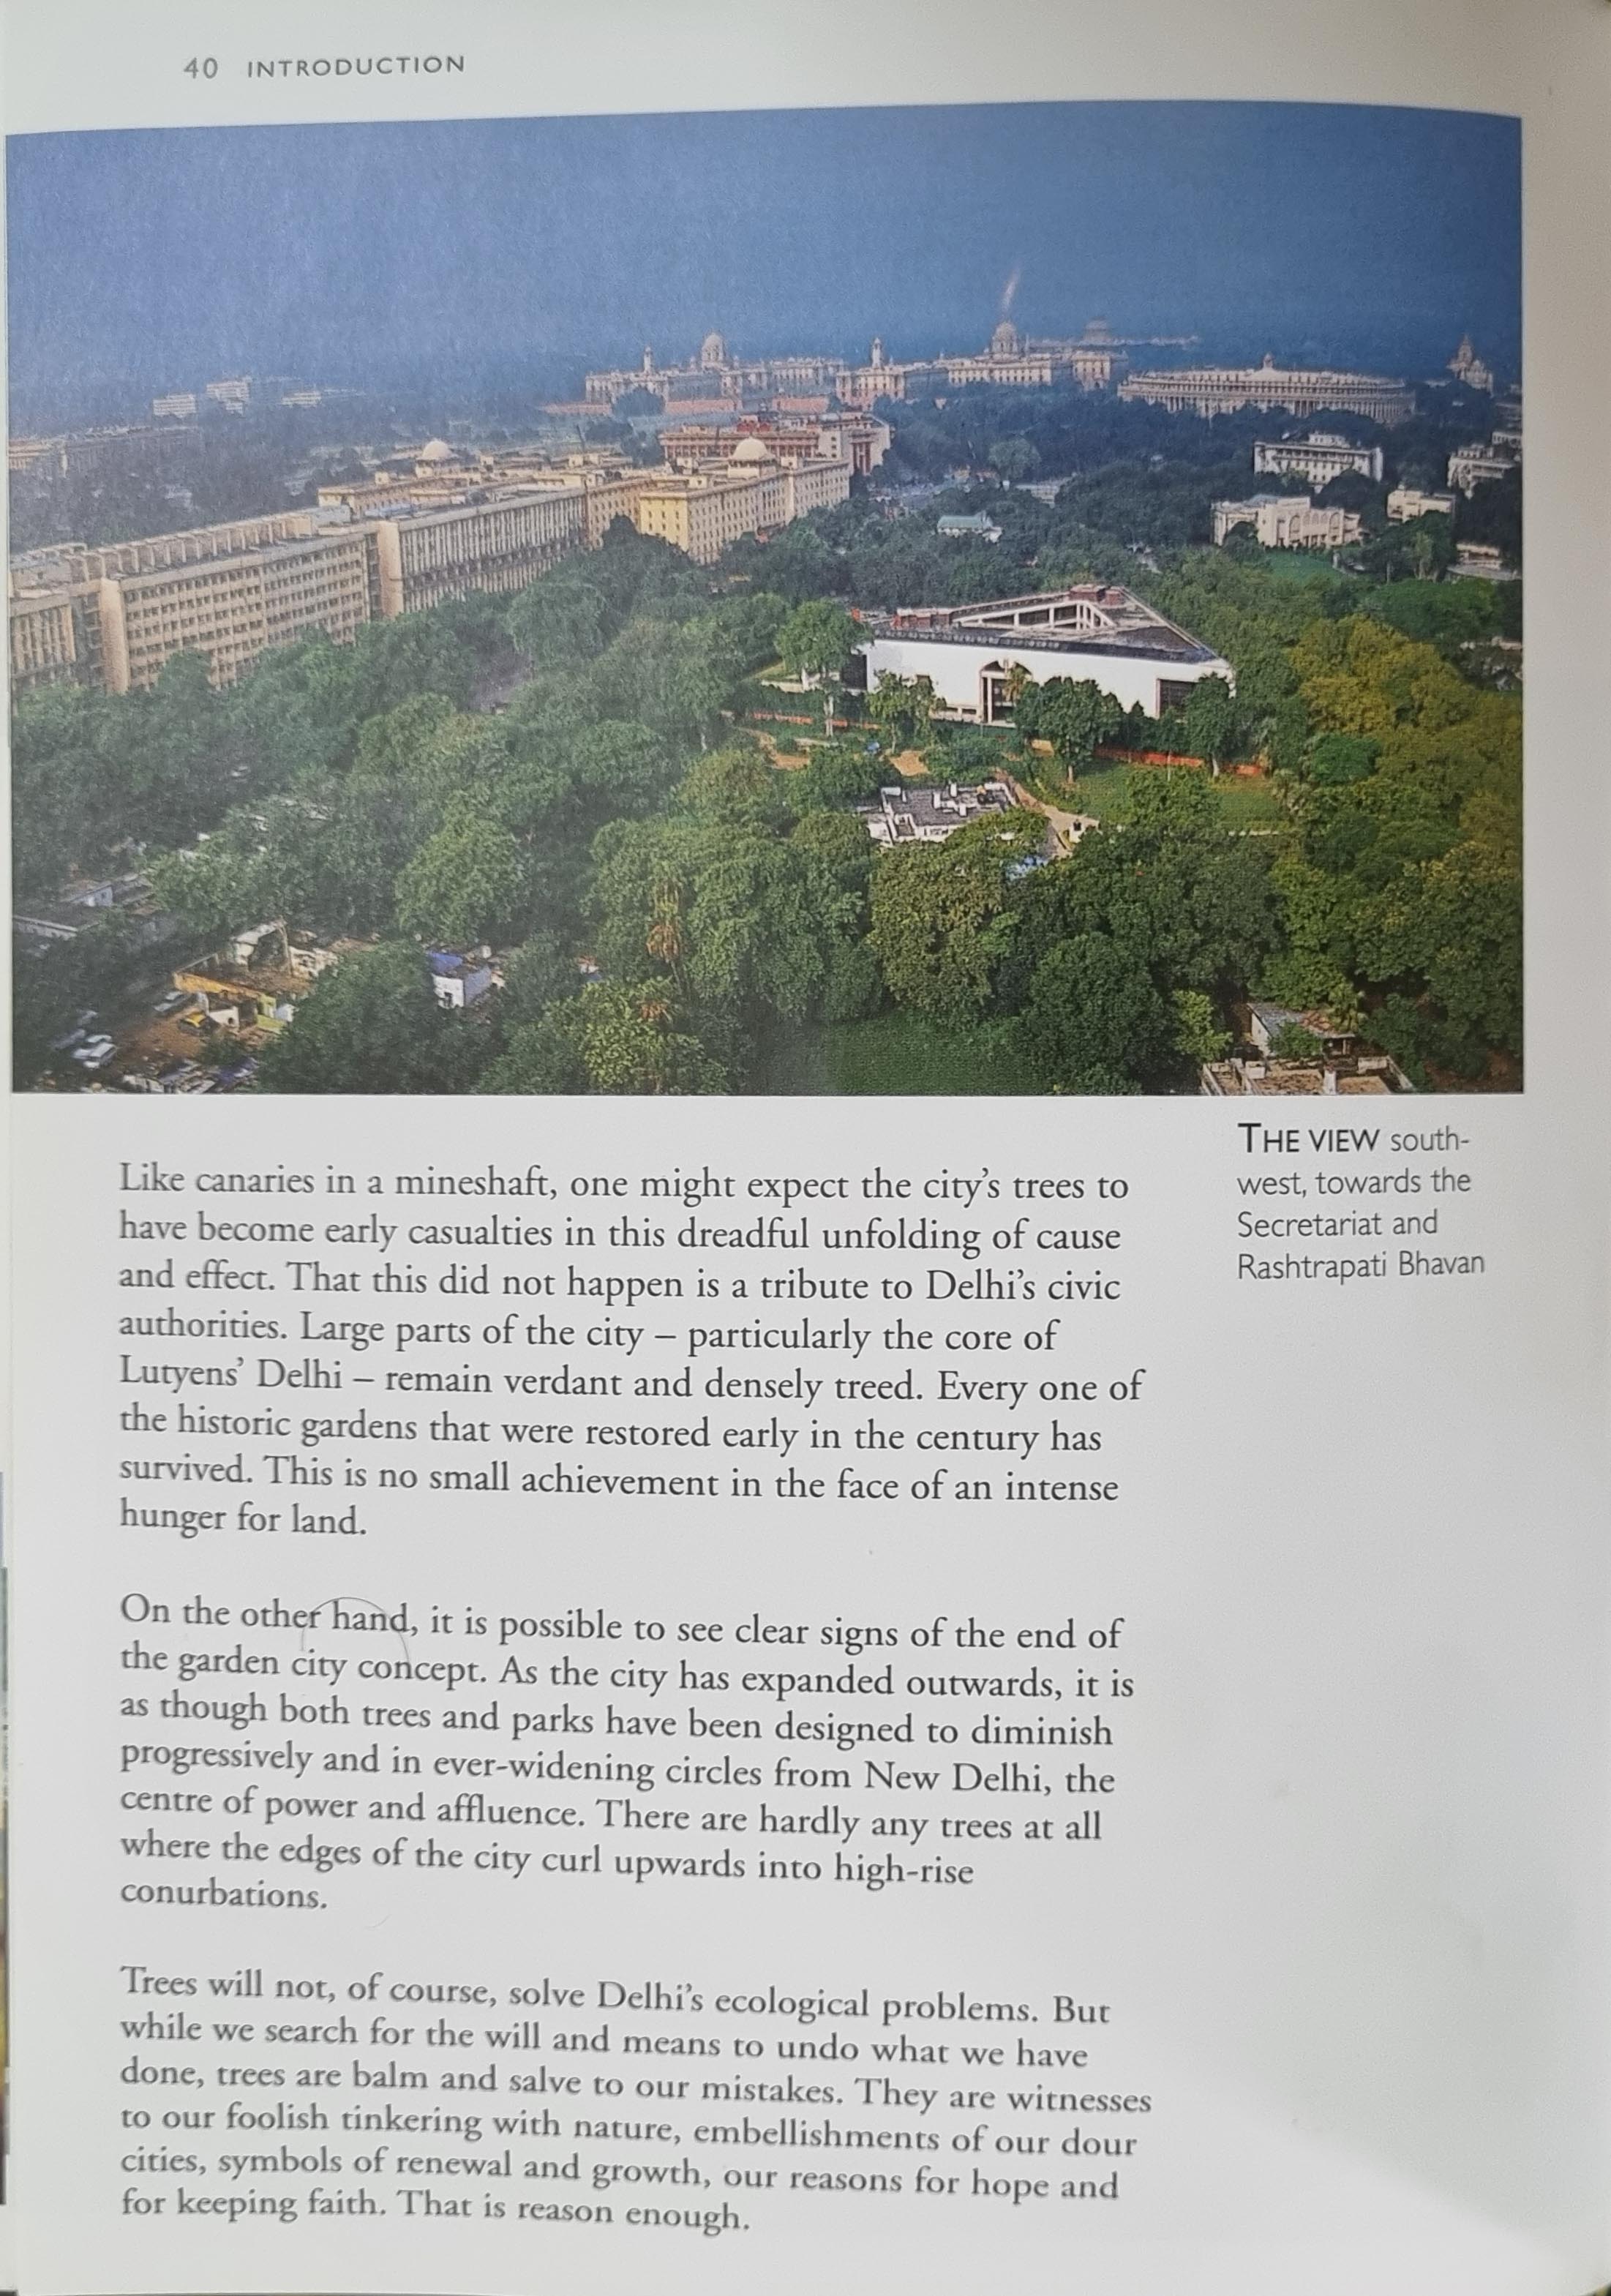 40 INTRODUCTION
THE VIEW south-
west, towards the
Secretariat and
Rashtrapati Bhavan
Like canaries in a mineshaft, one might expect the city's trees to
have become early casualties in this dreadful unfolding of cause
and effect. That this did not happen is a tribute to Delhi's civic
authorities. Large parts of the city – particularly the core of
Lutyens' Delhi – remain verdant and densely treed. Every one of
the historic gardens that were restored early in the century has
survived. This is no small achievement in the face of an intense
hunger for land.
On the other hand, it is possible to see clear signs of the end of
the garden city concept. As the city has expanded outwards, it is
as though both trees and parks have been designed to diminish
progressively and in ever-widening circles from New Delhi, the
centre of power and affluence. There are hardly any trees at all
where the edges of the city curl upwards into high-rise
conurbations.
Trees will not, of course, solve Delhi's ecological problems. But
while we search for the will and means to undo what we have
done, trees are balm and salve to our mistakes. They are witnesses
to our foolish tinkering with nature, embellishments of our dour
cities, symbols of renewal and growth, our reasons for hope and
for keeping faith. That is reason enough.